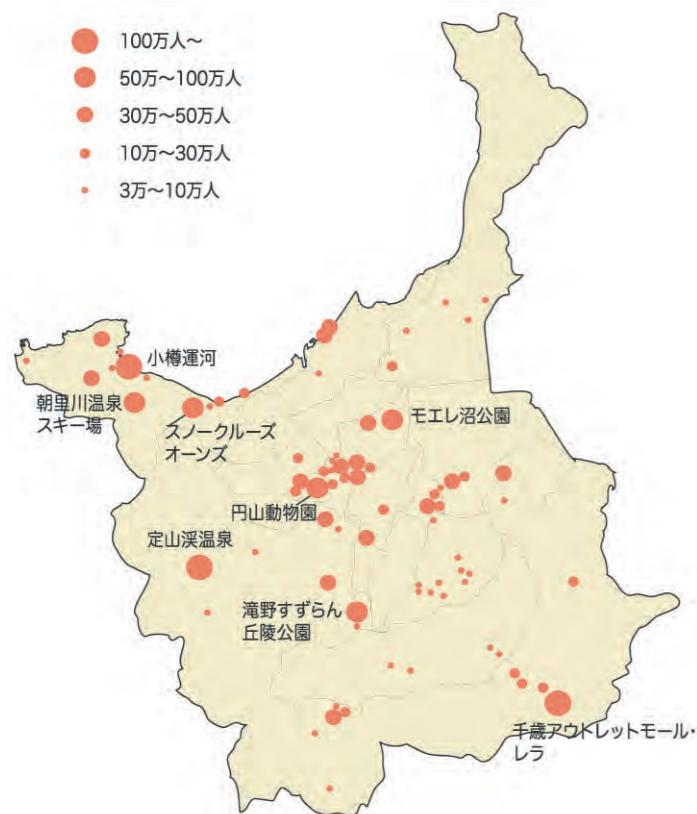 100万人～
50万～100万人
30万～50万人
10万～30万人
3万～10万人
小樽運河
朝里川温泉
スキー場
スノークルーズ
オーンズ
モエレ沼公園
円山動物園
定山渓温泉
滝野すずらん
丘陵公園
千歳アウトレットモール・
レラ